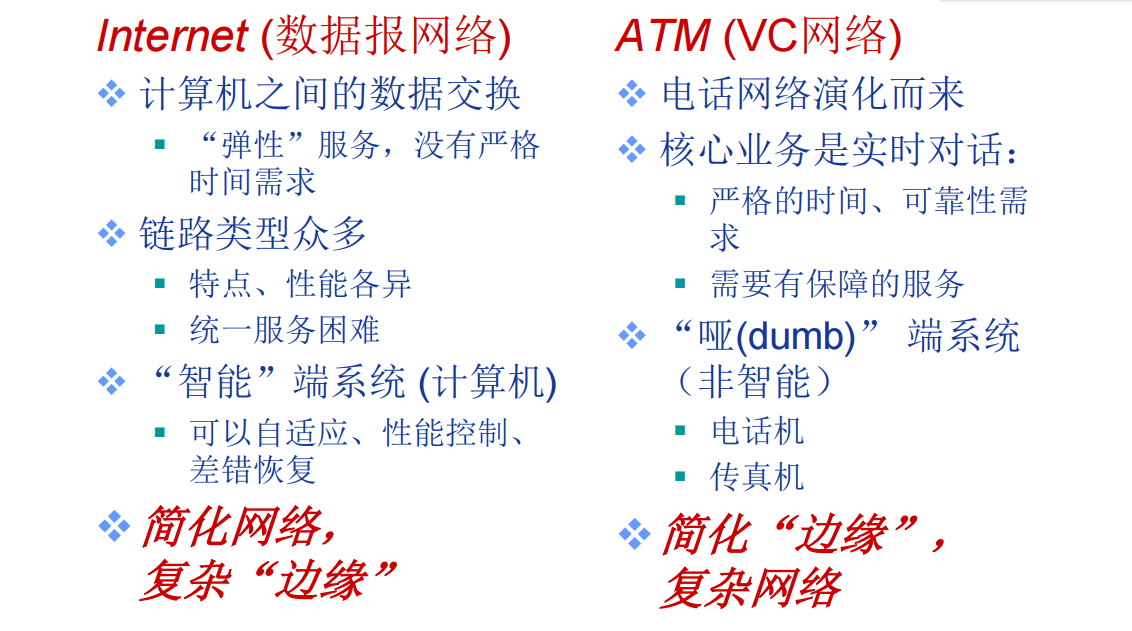 Internet (数据报网络)
计算机之间的数据交换
“弹性”服务，没有严格
时间需求
链路类型众多
特点、性能各异
统一服务困难
“智能”端系统 (计算机)
可以自适应、性能控制、
差错恢复
简化网络，
复杂“边缘”
ATM (VC网络)
电话网络演化而来
核心业务是实时对话：
严格的时间、可靠性需
求
需要有保障的服务
“哑(dumb)” 端系统
（非智能）
电话机
传真机
简化“边缘”，
复杂网络